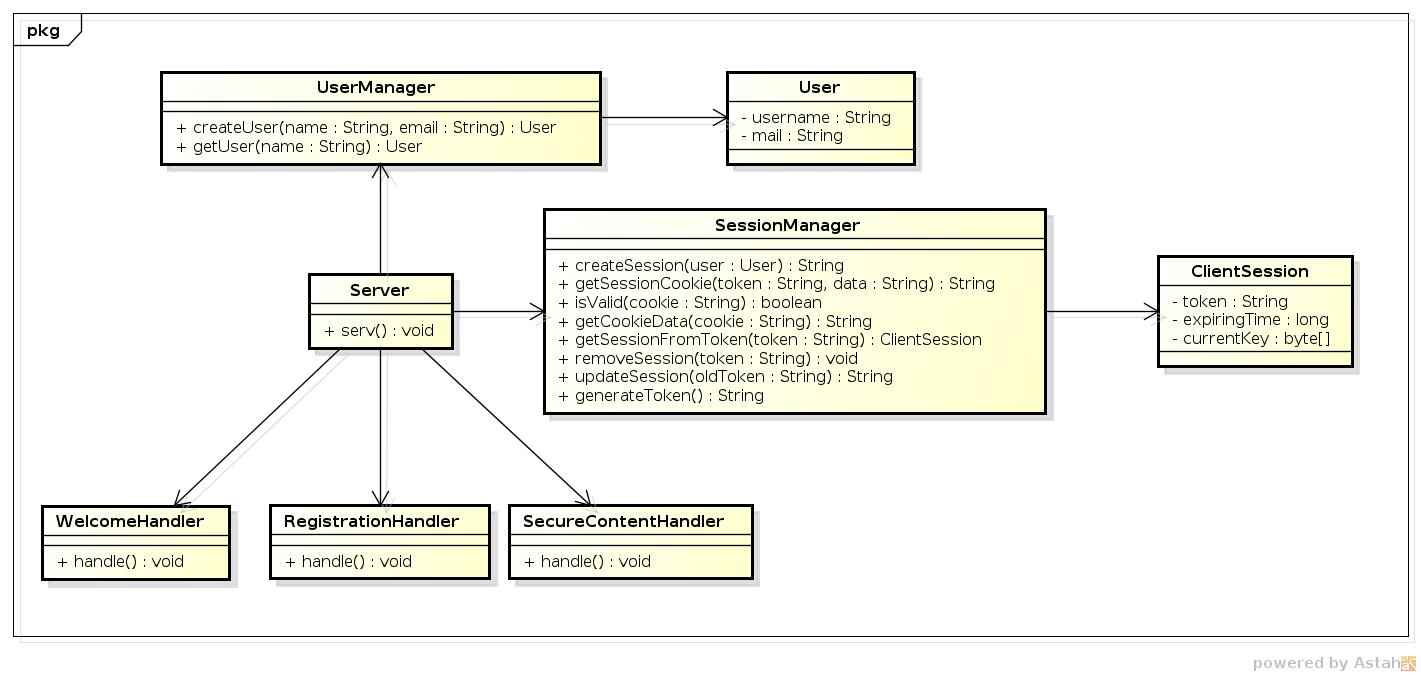 pkg
UserManager
+ createUser(name : String, email : String) : User
+ getUser(name : String) : User
User
- username : String
- mail : String
SessionManager
+ createSession(user : User) : String
+ getSessionCookie(token : String, data : String) : String
+ isValid(cookie : String) : boolean
+ getCookieData(cookie : String) : String
+ getSessionFromToken(token : String) : ClientSession
+ removeSession(token : String) : void
+ updateSession(oldToken : String) : String
+ generateToken() : String
ClientSession
- token : String
- expiringTime : long
- currentKey : byte[]
Server
+ serv() : void
WelcomeHandler
+ handle() : void
RegistrationHandler
+ handle() : void
SecureContentHandler
+ handle() : void
powered by Astah